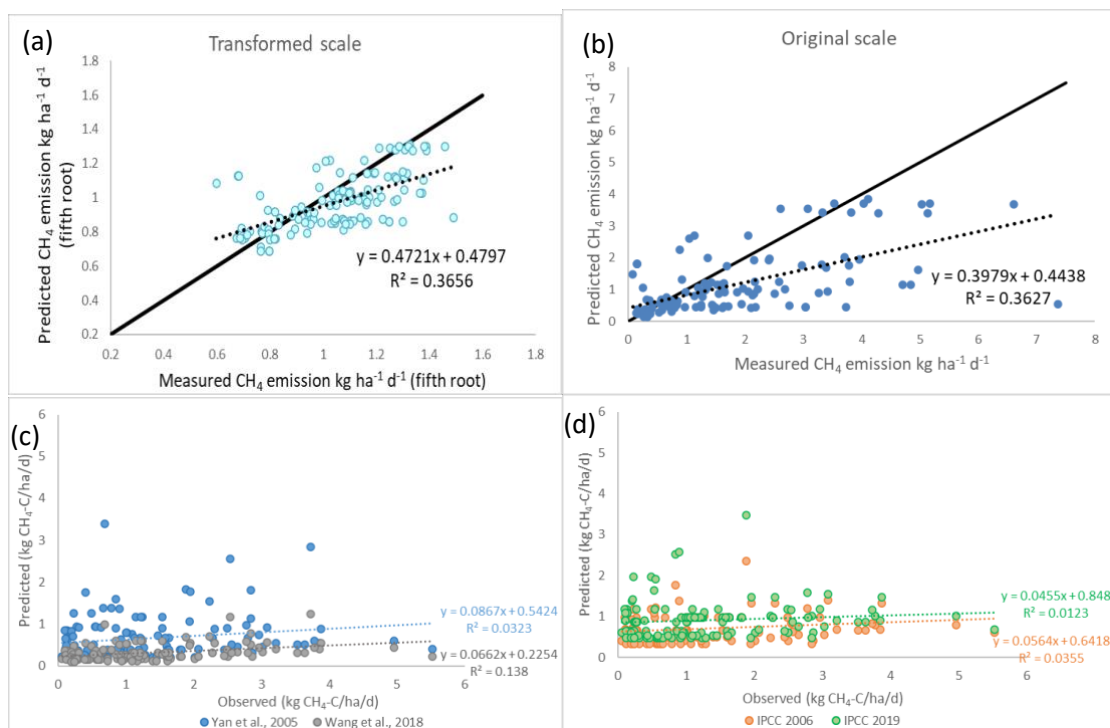 (a)
Transformed scale
Predicted CH₄ emission kg ha⁻¹ d⁻¹
(fifth root)
1.8
1.6
1.4
1.2
1
0.8
0.6
0.4
0.2
y = 0.4721x + 0.4797
R² = 0.3656
0.2 0.4 0.6 0.8 1 1.2 1.4 1.6 1.8
Measured CH₄ emission kg ha⁻¹ d⁻¹ (fifth root)
(b)
Original scale
Predicted CH₄ emission kg ha⁻¹ d⁻¹
8
7
6
5
4
3
2
1
0
y = 0.3979x + 0.4438
R² = 0.3627
0 1 2 3 4 5 6 7 8
Measured CH₄ emission kg ha⁻¹ d⁻¹
(c)
Predicted (kg CH₄-C/ha/d)
6
5
4
3
2
1
0
y = 0.0867x + 0.5424
R² = 0.0323
y = 0.0662x + 0.2254
R² = 0.138
0 1 2 3 4 5 6
Observed (kg CH₄-C/ha/d)
Yan et al., 2005 Wang et al., 2018
(d)
Predicted (kg CH₄-C/ha/d)
6
5
4
3
2
1
0
y = 0.0455x + 0.848
R² = 0.0123
y = 0.0564x + 0.6418
R² = 0.0355
0 1 2 3 4 5 6
Observed (kg CH₄-C/ha/d)
IPCC 2006 IPCC 2019